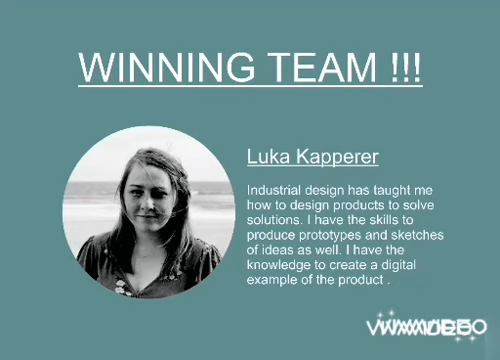 WINNING TEAM !!!
Luka Kapperer
Industrial design has taught me
how to design products to solve
solutions. I have the skills to
produce prototypes and sketches
of ideas as well. I have the
knowledge to create a digital
example of the product .